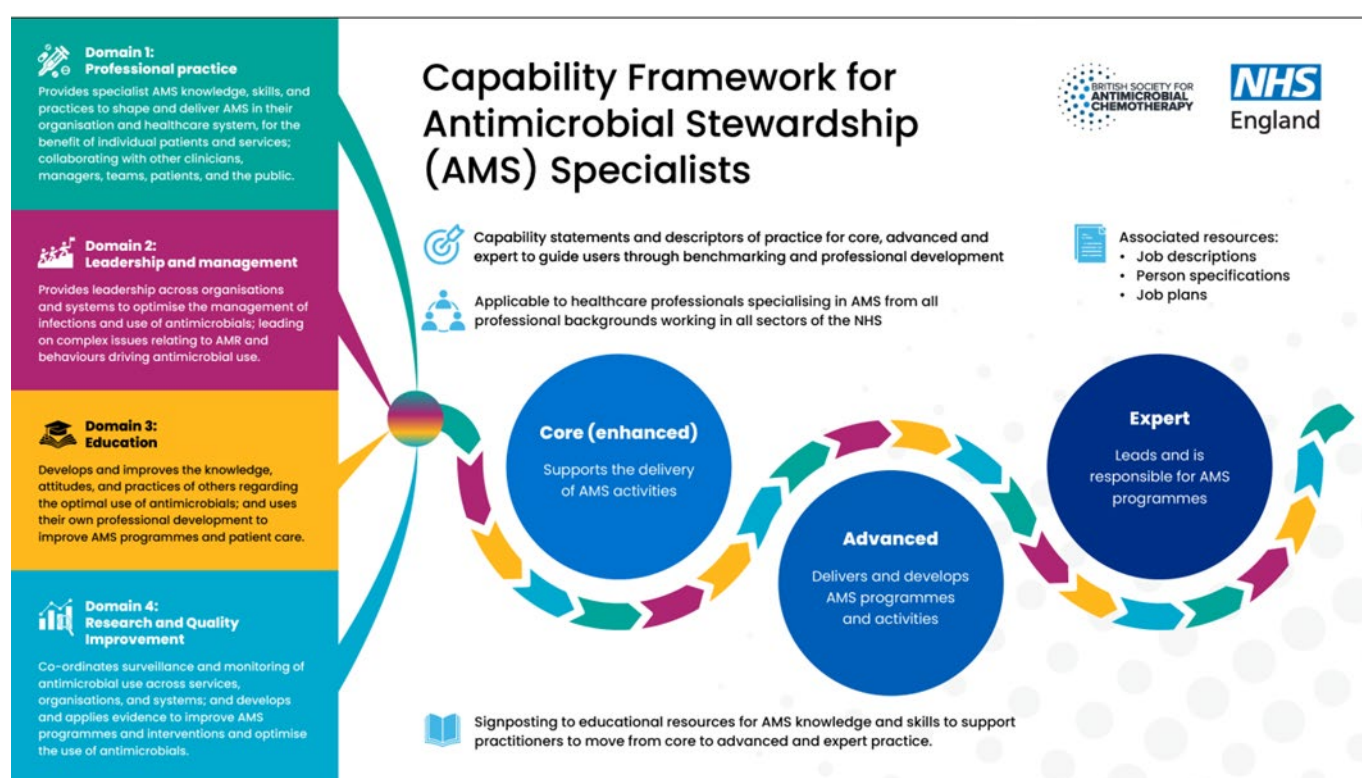 Domain 1:
Professional practice
Provides specialist AMS knowledge, skills, and
practices to shape and deliver AMS in their
organisation and healthcare system, for the
benefit of individual patients and services;
collaborating with other clinicians,
managers, teams, patients, and the public.
Domain 2:
Leadership and management
Provides leadership across organisations
and systems to optimise the management of
infections and use of antimicrobials; leading
on complex issues relating to AMR and
behaviours driving antimicrobial use.
Domain 3:
Education
Develops and improves the knowledge,
attitudes, and practices of others regarding
the optimal use of antimicrobials; and uses
their own professional development to
improve AMS programmes and patient care.
Domain 4:
Research and Quality
Improvement
Co-ordinates surveillance and monitoring of
antimicrobial use across services,
organisations, and systems; and develops
and applies evidence to improve AMS
programmes and interventions and optimise
the use of antimicrobials.
Capability Framework for
Antimicrobial Stewardship
(AMS) Specialists
BRITISH SOCIETY FOR
ANTIMICROBIAL
CHEMOTHERAPY
NHS
England
Capability statements and descriptors of practice for core, advanced and
expert to guide users through benchmarking and professional development
Applicable to healthcare professionals specialising in AMS from all
professional backgrounds working in all sectors of the NHS
Associated resources:
• Job descriptions
• Person specifications
• Job plans
Core (enhanced)
Supports the delivery
of AMS activities
Advanced
Delivers and develops
AMS programmes
and activities
Expert
Leads and is
responsible for AMS
programmes
Signposting to educational resources for AMS knowledge and skills to support
practitioners to move from core to advanced and expert practice.